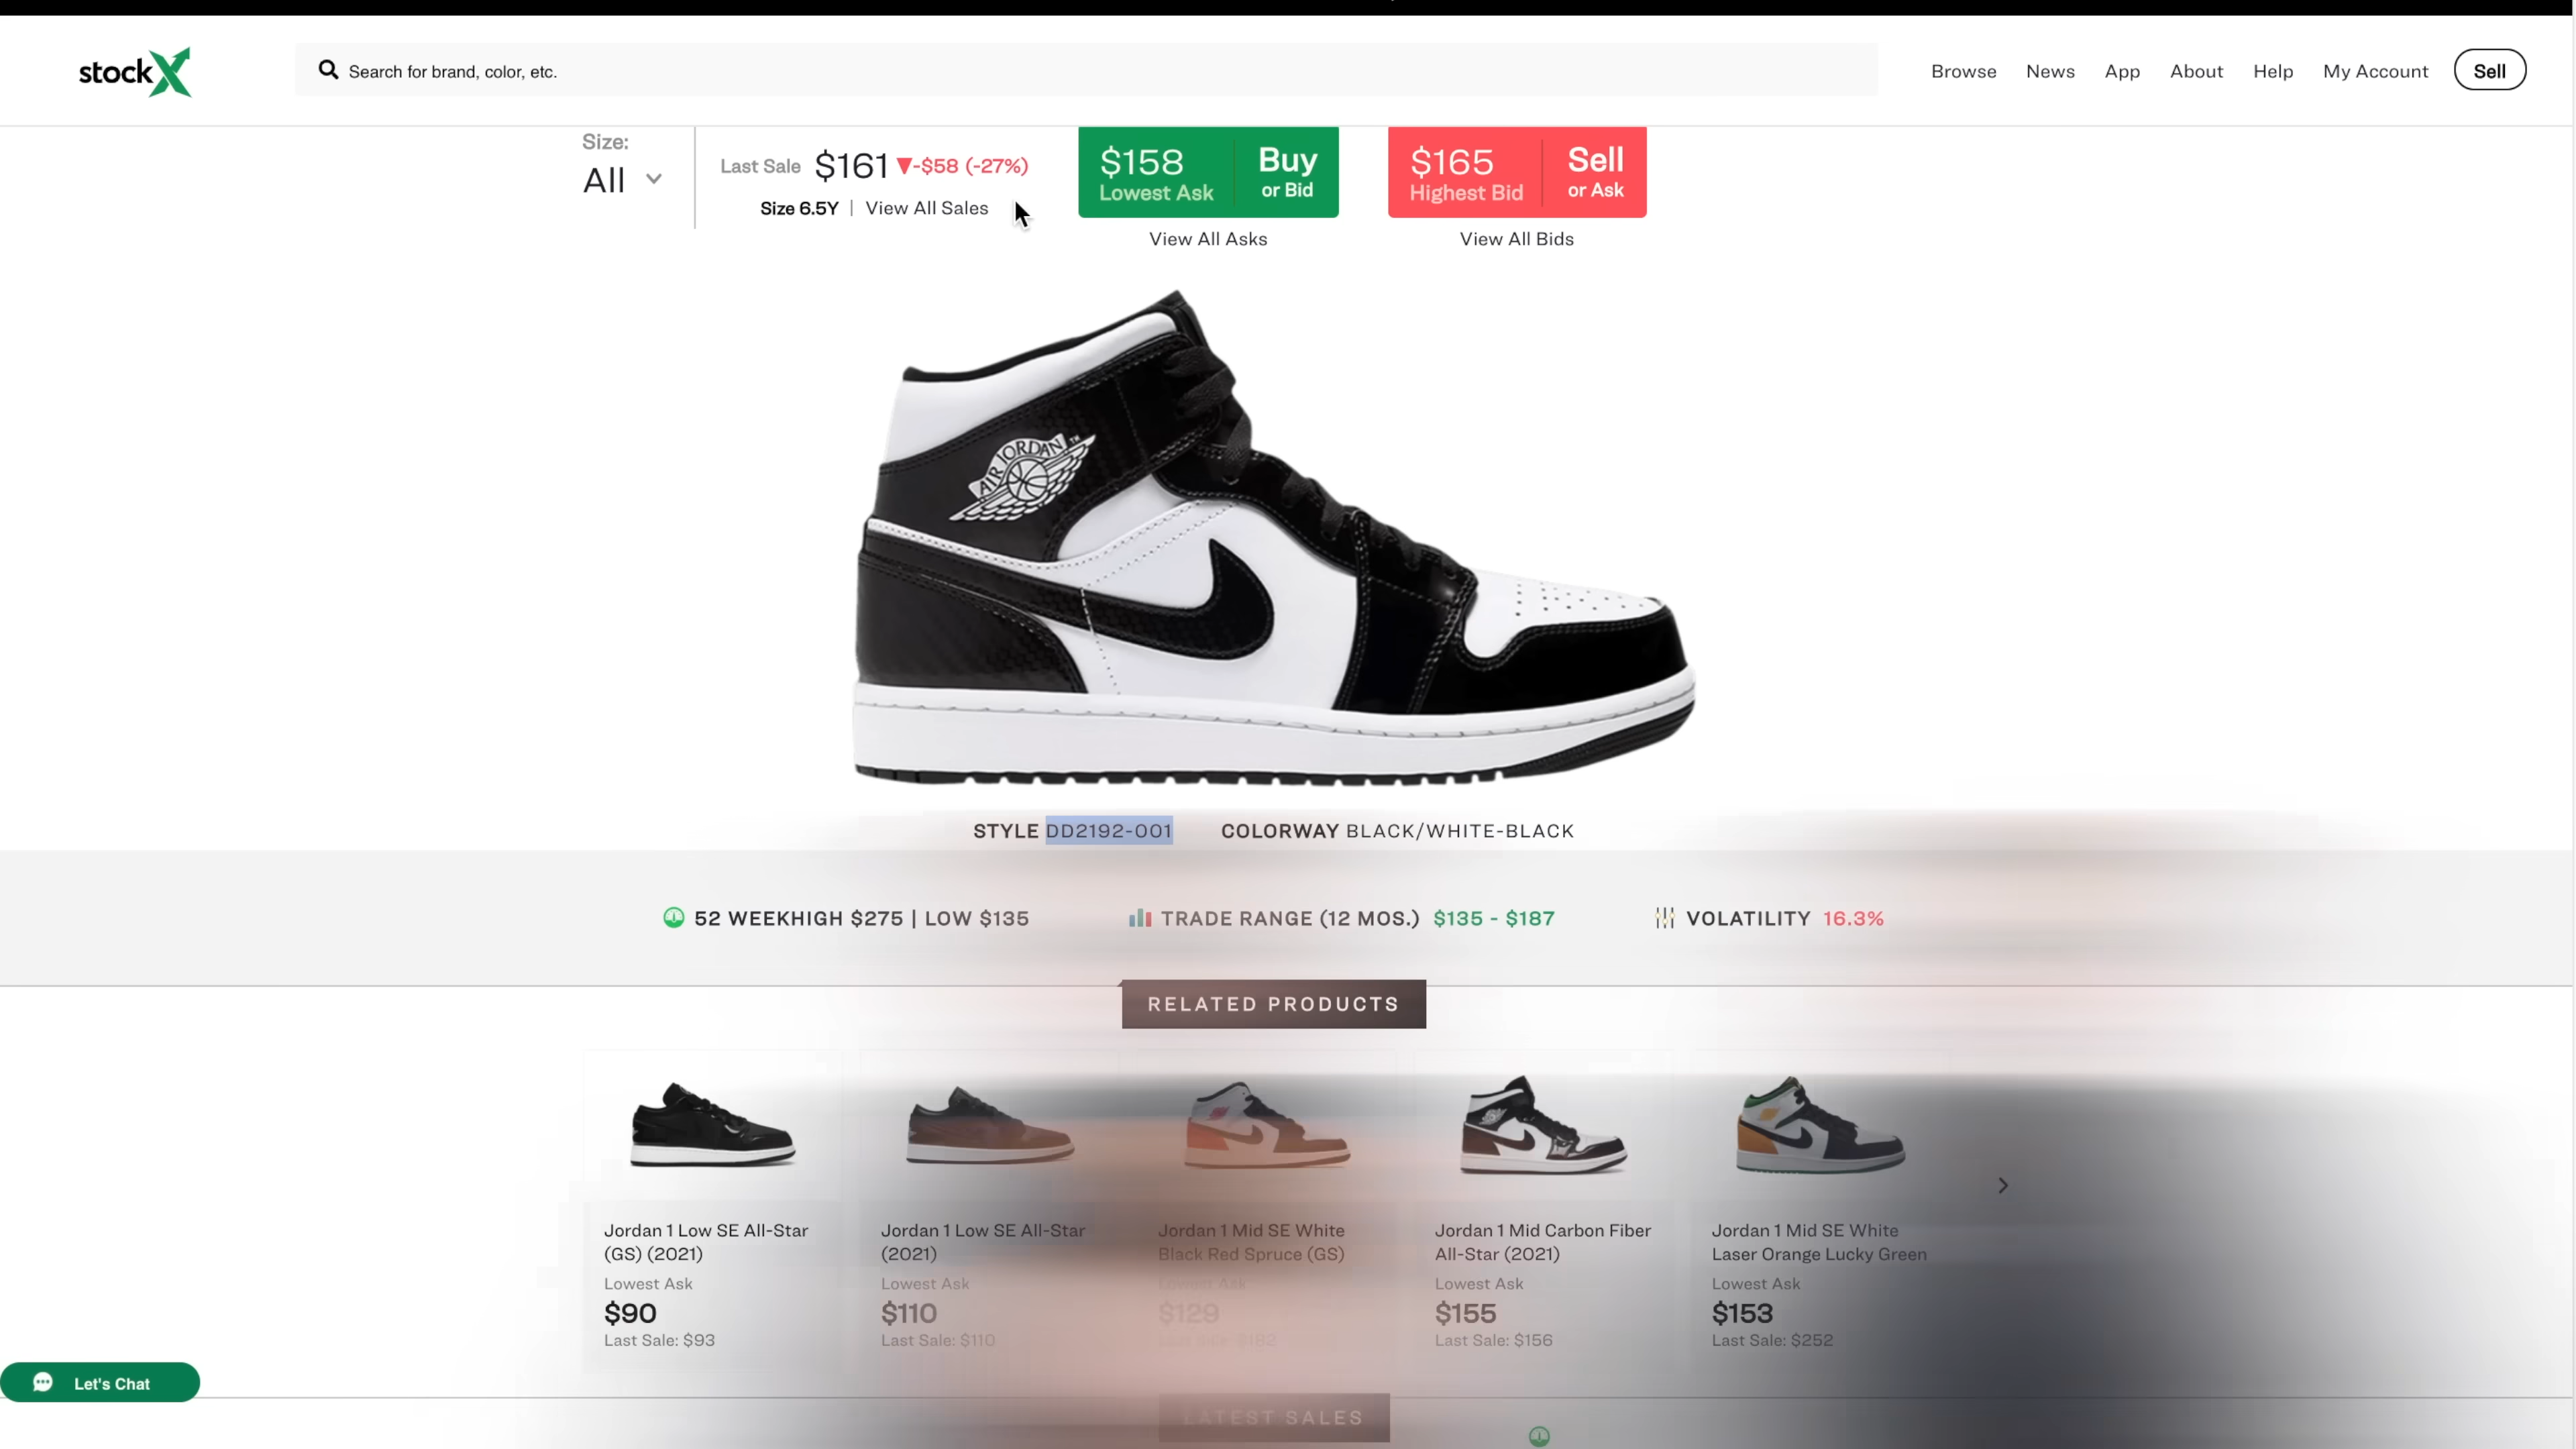 stockX
Search for brand, color, etc.
Browse News App About Help My Account Sell
Size:
All
Last Sale $161 ▼-$58 (-27%)
Size 6.5Y | View All Sales
$158 Buy
Lowest Ask or Bid
View All Asks
$165 Sell
Highest Bid or Ask
View All Bids
AIR JORDAN
STYLE DD2192-001 COLORWAY BLACK/WHITE-BLACK
52 WEEKHIGH $275 | LOW $135
TRADE RANGE (12 MOS.) $135 - $187
VOLATILITY 16.3%
RELATED PRODUCTS
Jordan 1 Low SE All-Star
(GS) (2021)
Lowest Ask
$90
Last Sale: $93
Jordan 1 Low SE All-Star
(2021)
Lowest Ask
$110
Last Sale: $110
Jordan 1 Mid SE White
Black Red Spruce (GS)
Lowest Ask
$129
Jordan 1 Mid Carbon Fiber
All-Star (2021)
Lowest Ask
$155
Last Sale: $156
Jordan 1 Mid SE White
Laser Orange Lucky Green
Lowest Ask
$153
Last Sale: $252
Let's Chat
LATEST SALES